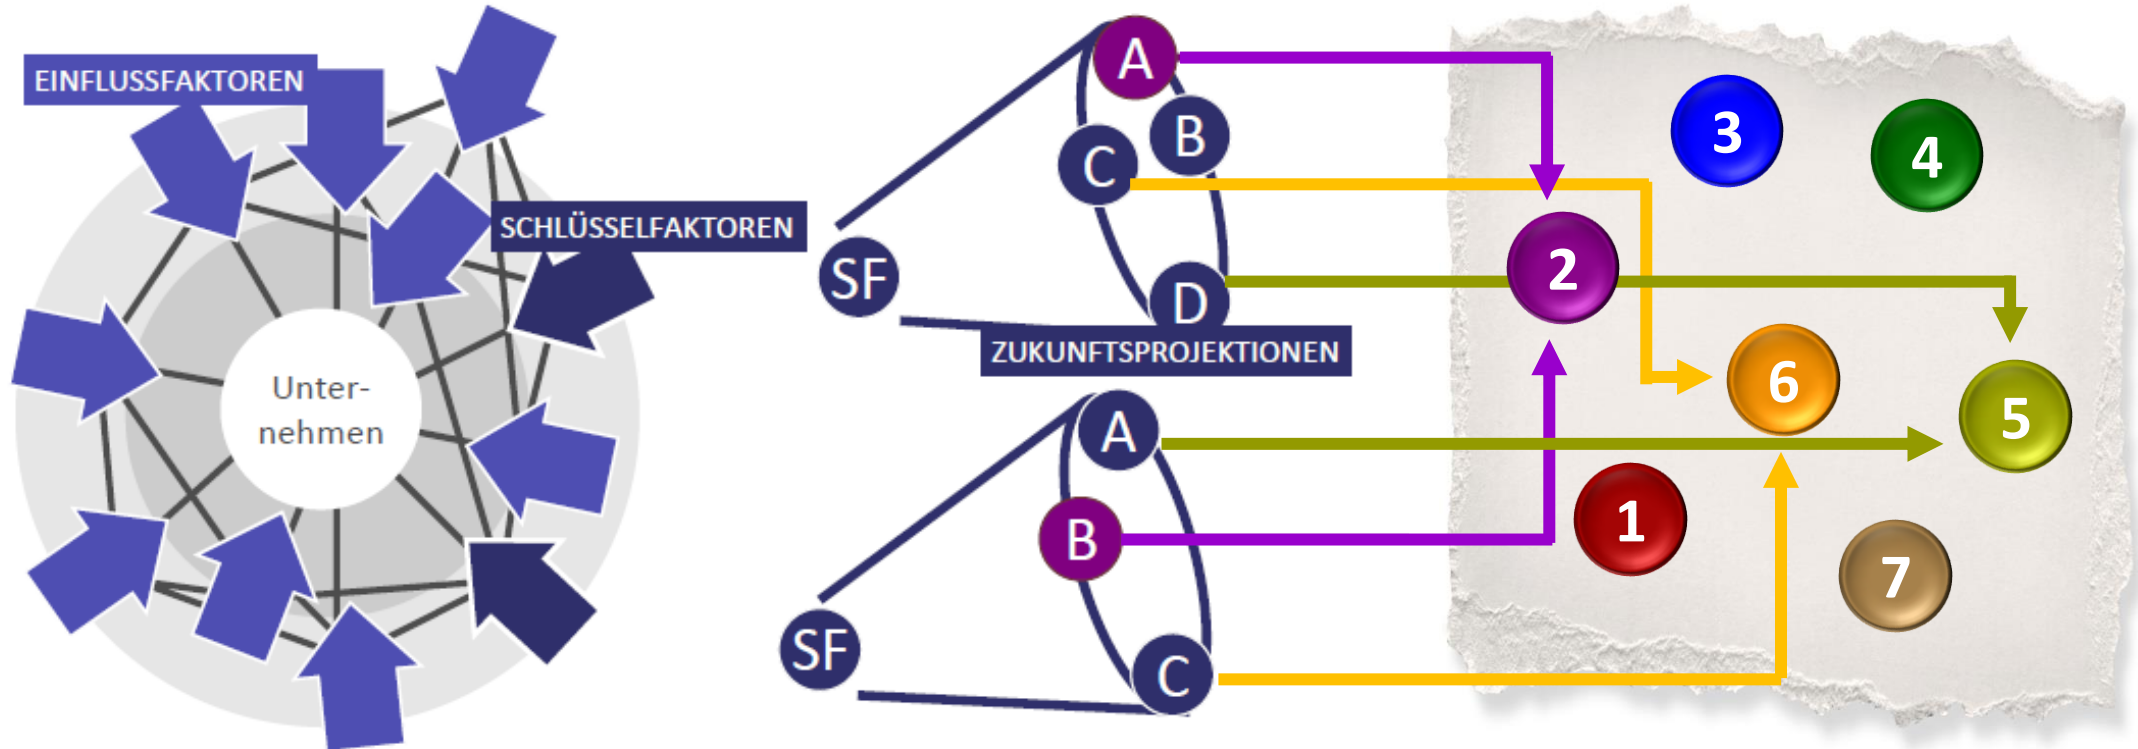 EINFLUSSFAKTOREN
Unter-
nehmen
SCHLÜSSELFAKTOREN
A
B
C
D
SF
ZUKUNFTSPROJEKTIONEN
A
B
C
SF
3
4
2
6
5
1
7